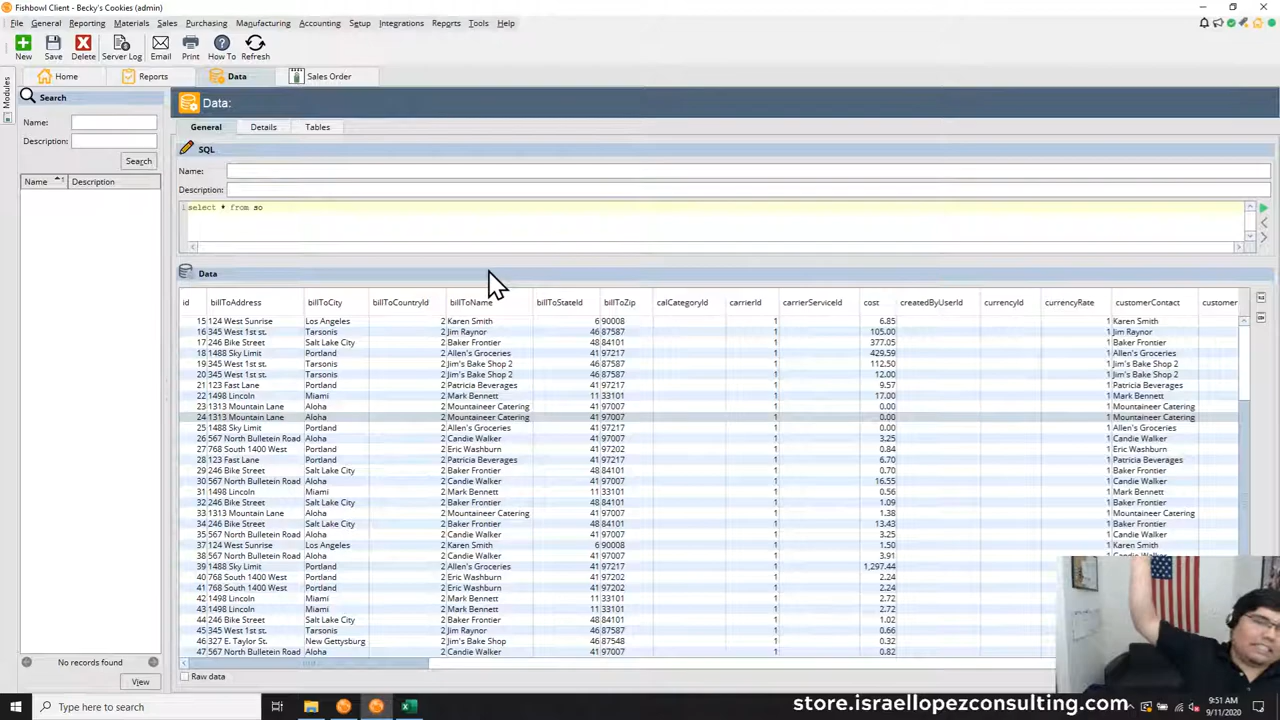 Fishbowl Client - Becky's Cookies (admin)
File General Reporting Materials Sales Purchasing Manufacturing Accounting Setup Integrations Reports Tools Help
New Save Delete Server Log Email Print How To Refresh
Home Reports Data Sales Order
Modules
Search
Name:
Description:
Search
Name Description
No records found
View
Data:
General Details Tables
SQL
Name:
Description:
1 select * from so
Data
id billToAddress billToCity billToCountryId billToName billToStateId billToZip calCategoryId carrierId carrierServiceId cost createdByUserId currencyId currencyRate customerContact customer
15 124 West Sunrise Los Angeles 2 Karen Smith 6 90008 1 6.85 1 Karen Smith
16 345 West 1st st. Tarsonis 2 Jim Raynor 46 87587 1 105.00 1 Jim Raynor
17 246 Bike Street Salt Lake City 2 Baker Frontier 48 84101 1 377.05 1 Baker Frontier
18 1488 Sky Limit Portland 2 Allen's Groceries 41 97217 1 429.59 1 Allen's Groceries
19 345 West 1st st. Tarsonis 2 Jim's Bake Shop 2 46 87587 1 112.50 1 Jim's Bake Shop 2
20 345 West 1st st. Tarsonis 2 Jim's Bake Shop 2 46 87587 1 12.00 1 Jim's Bake Shop 2
21 123 Fast Lane Portland 2 Patricia Beverages 41 97217 1 9.57 1 Patricia Beverages
22 1498 Lincoln Miami 2 Mark Bennett 11 33101 1 17.00 1 Mark Bennett
23 1313 Mountain Lane Aloha 2 Mountaineer Catering 41 97007 1 0.00 1 Mountaineer Catering
24 1313 Mountain Lane Aloha 2 Mountaineer Catering 41 97007 1 0.00 1 Mountaineer Catering
25 1488 Sky Limit Portland 2 Allen's Groceries 41 97217 1 0.00 1 Allen's Groceries
26 567 North Bulletein Road Aloha 2 Candie Walker 41 97007 1 3.25 1 Candie Walker
27 768 South 1400 West Portland 2 Eric Washburn 41 97202 1 0.84 1 Eric Washburn
28 123 Fast Lane Portland 2 Patricia Beverages 41 97217 1 6.70 1 Patricia Beverages
29 246 Bike Street Salt Lake City 2 Baker Frontier 48 84101 1 0.70 1 Baker Frontier
30 567 North Bulletein Road Aloha 2 Candie Walker 41 97007 1 16.55 1 Candie Walker
31 1498 Lincoln Miami 2 Mark Bennett 11 33101 1 0.56 1 Mark Bennett
32 246 Bike Street Salt Lake City 2 Baker Frontier 48 84101 1 1.09 1 Baker Frontier
33 1313 Mountain Lane Aloha 2 Mountaineer Catering 41 97007 1 1.38 1 Mountaineer Catering
34 246 Bike Street Salt Lake City 2 Baker Frontier 48 84101 1 13.43 1 Baker Frontier
35 567 North Bulletein Road Aloha 2 Candie Walker 41 97007 1 3.25 1 Candie Walker
37 124 West Sunrise Los Angeles 2 Karen Smith 6 90008 1 1.50 1 Karen Smith
38 567 North Bulletein Road Aloha 2 Candie Walker 41 97007 1 3.91 1 Candie Walker
39 1488 Sky Limit Portland 2 Allen's Groceries 41 97217 1 1,297.44
40 768 South 1400 West Portland 2 Eric Washburn 41 97202 1 2.24
41 768 South 1400 West Portland 2 Eric Washburn 41 97202 1 2.24
42 1498 Lincoln Miami 2 Mark Bennett 11 33101 1 2.72
43 1498 Lincoln Miami 2 Mark Bennett 11 33101 1 2.72
44 246 Bike Street Salt Lake City 2 Baker Frontier 48 84101 1 1.02
45 345 West 1st st. Tarsonis 2 Jim Raynor 46 87587 1 0.66
46 327 E. Taylor St. New Gettysburg 2 Jim's Bake Shop 46 87548 1 0.32
47 567 North Bulletein Road Aloha 2 Candie Walker 41 97007 1 0.82
Raw data
Type here to search
store.israellopezconsulting.com
9:51 AM
9/11/2020